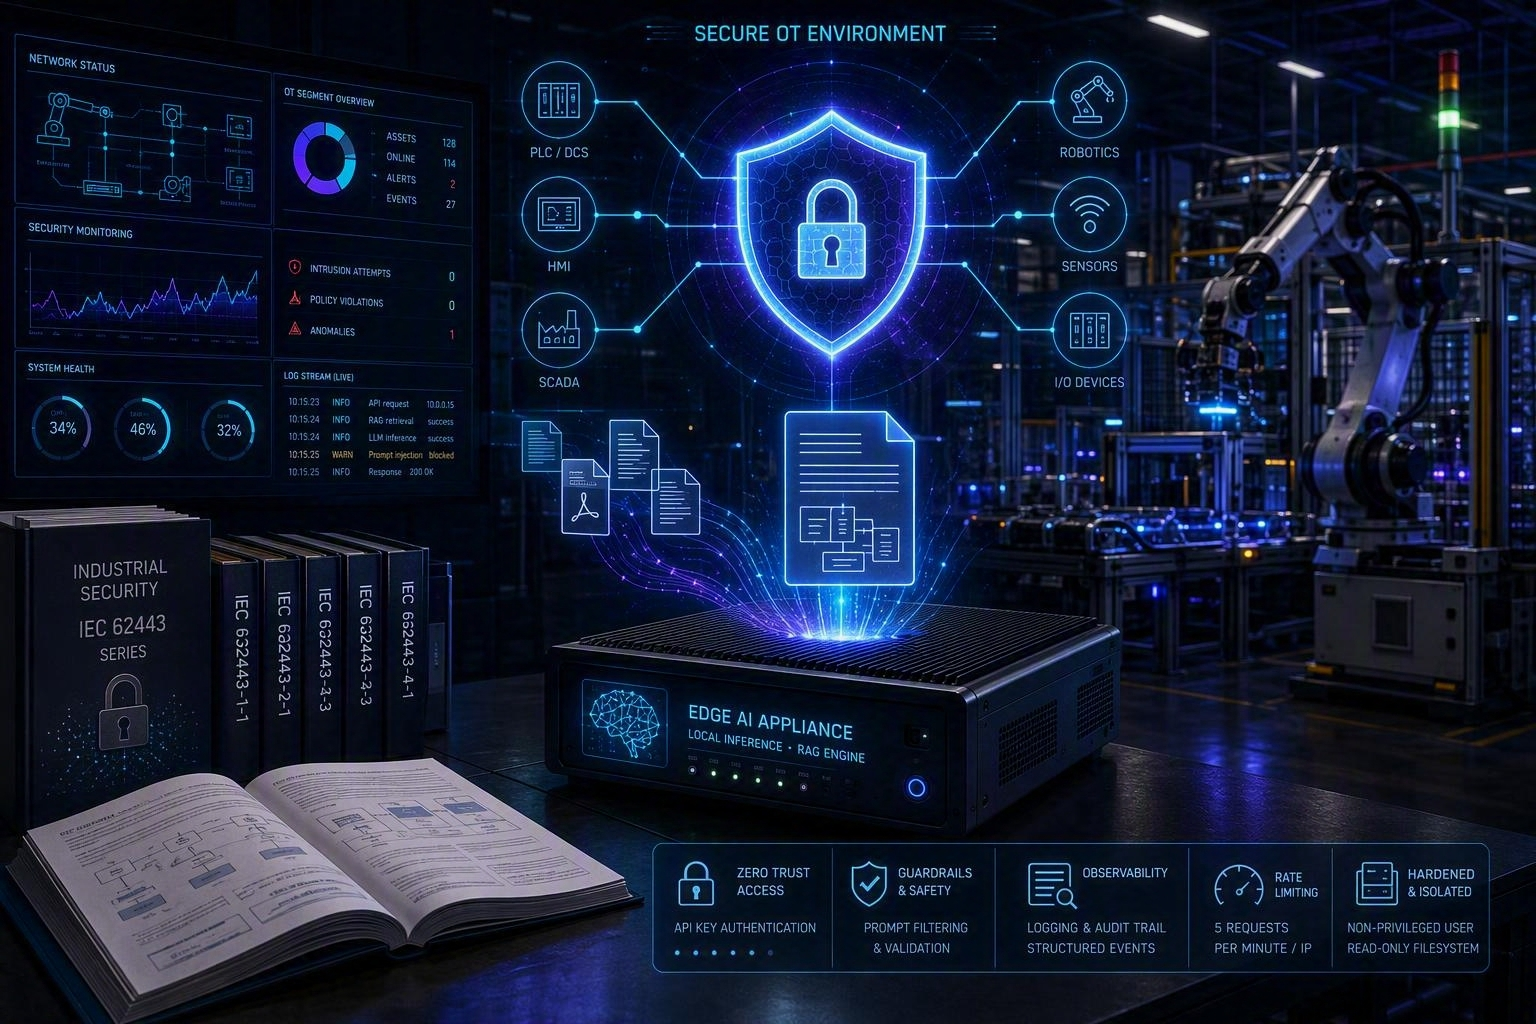 SECURE OT ENVIRONMENT
NETWORK STATUS
OT SEGMENT OVERVIEW
ASSETS 128
ONLINE 114
ALERTS 2
EVENTS 27
SECURITY MONITORING
INTRUSION ATTEMPTS 0
POLICY VIOLATIONS 0
ANOMALIES 1
SYSTEM HEALTH
34%
46%
32%
LOG STREAM (LIVE)
10.15.23 INFO API request 10.0.0.15
10.15.24 INFO RAG retrieval success
10.15.24 INFO LLM inference success
10.15.25 WARN Prompt injection blocked
10.15.25 INFO Response 200 OK
PLC / DCS
HMI
SCADA
ROBOTICS
SENSORS
I/O DEVICES
INDUSTRIAL
SECURITY
IEC 62443
SERIES
IEC 632443-1-1
IEC 632443-2-1
IEC 632443-3-3
IEC 632443-3-3
IEC 662443-4-1
EDGE AI APPLIANCE
LOCAL INFERENCE • RAG ENGINE
ZERO TRUST
ACCESS
API KEY AUTHENTICATION
GUARDRAILS
& SAFETY
PROMPT FILTERING
& VALIDATION
OBSERVABILITY
LOGGING & AUDIT TRAIL
STRUCTURED EVENTS
RATE
LIMITING
5 REQUESTS
PER MINUTE / IP
HARDENED
& ISOLATED
NON-PRIVILEGED USER
READ-ONLY FILESYSTEM